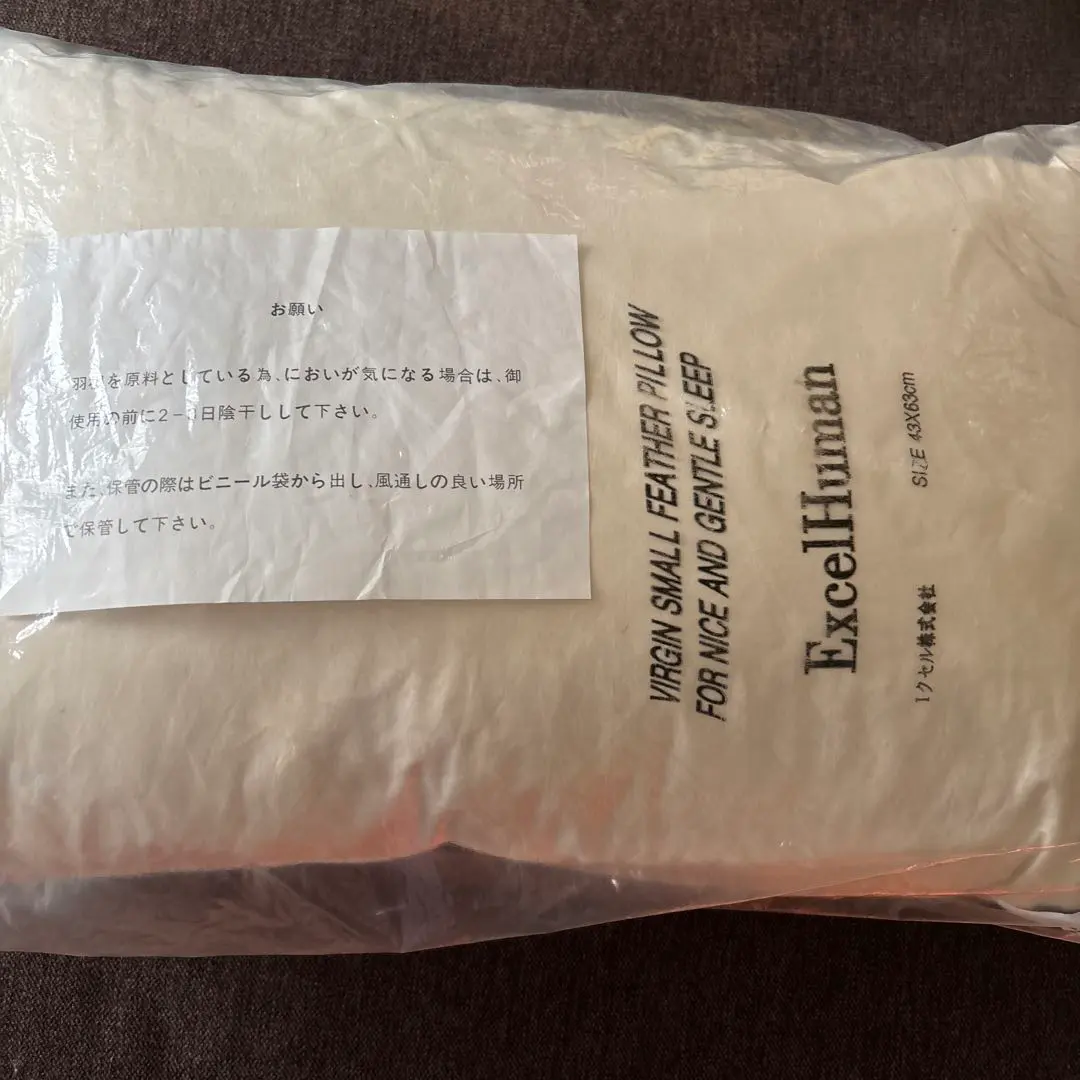 お願い
羽根を原料としている為、においが気になる場合は、御
使用の前に2-3日陰干しして下さい。
また、保管の際はビニール袋から出し、風通しの良い場所
で保管して下さい。
VIRGIN SMALL FEATHER PILLOW
FOR NICE AND GENTLE SLEEP
ExcelHuman
エクセル株式会社 SIZE 43X63cm